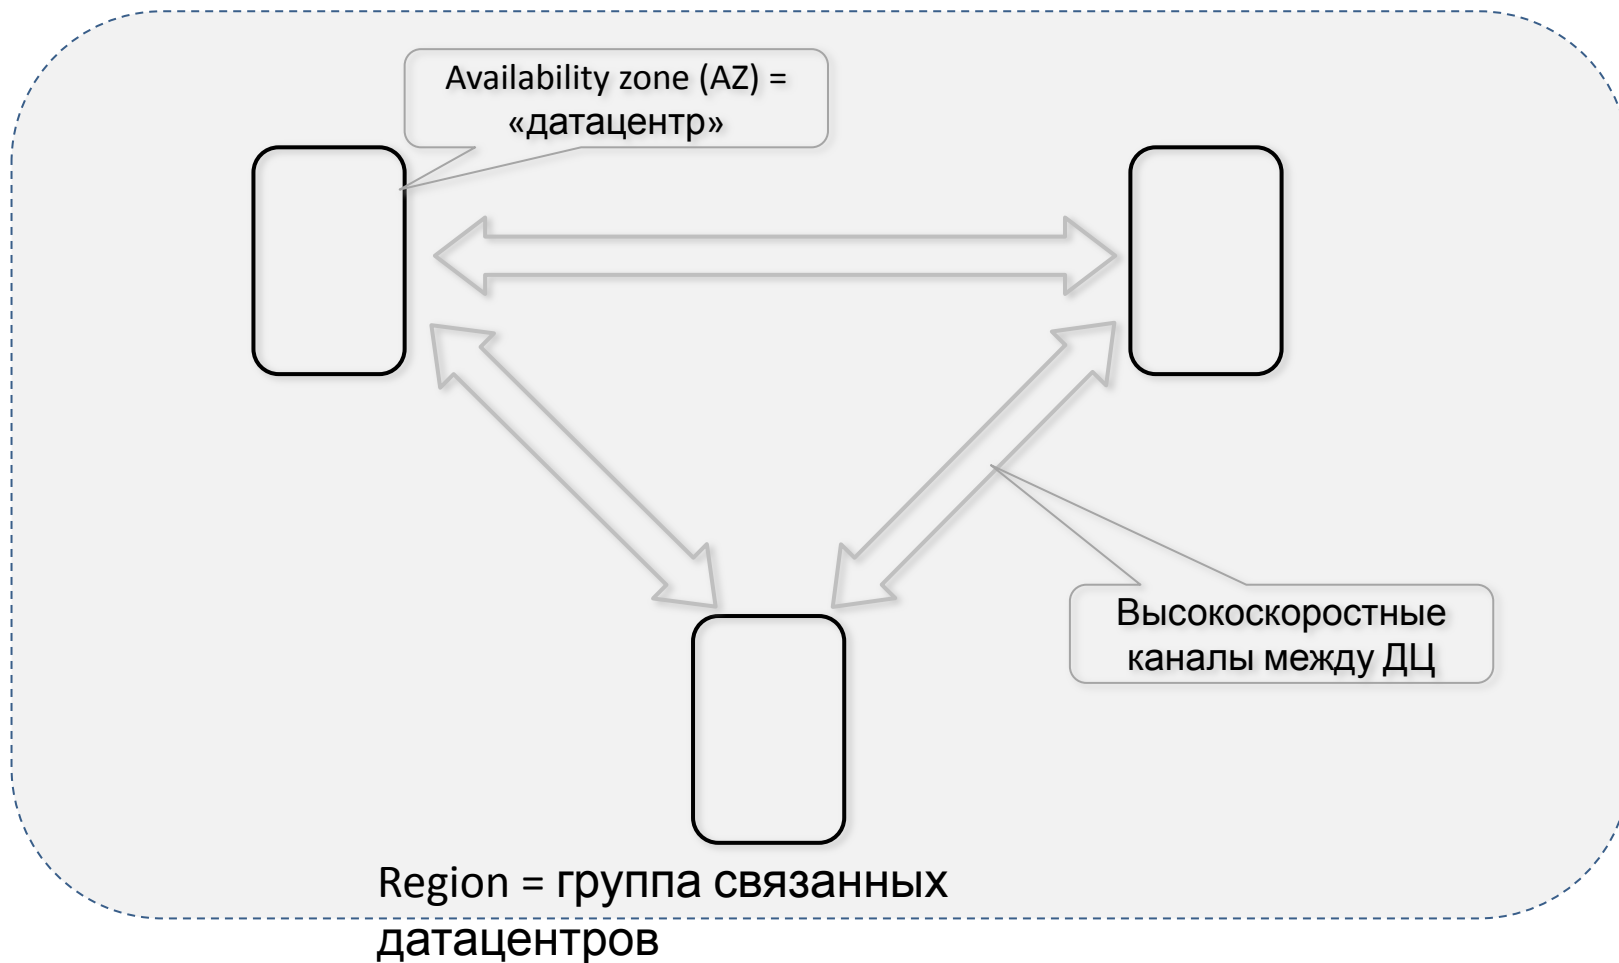 Availability zone (AZ) =
«датацентр»
Высокоскоростные
каналы между ДЦ
Region = группа связанных
датацентров